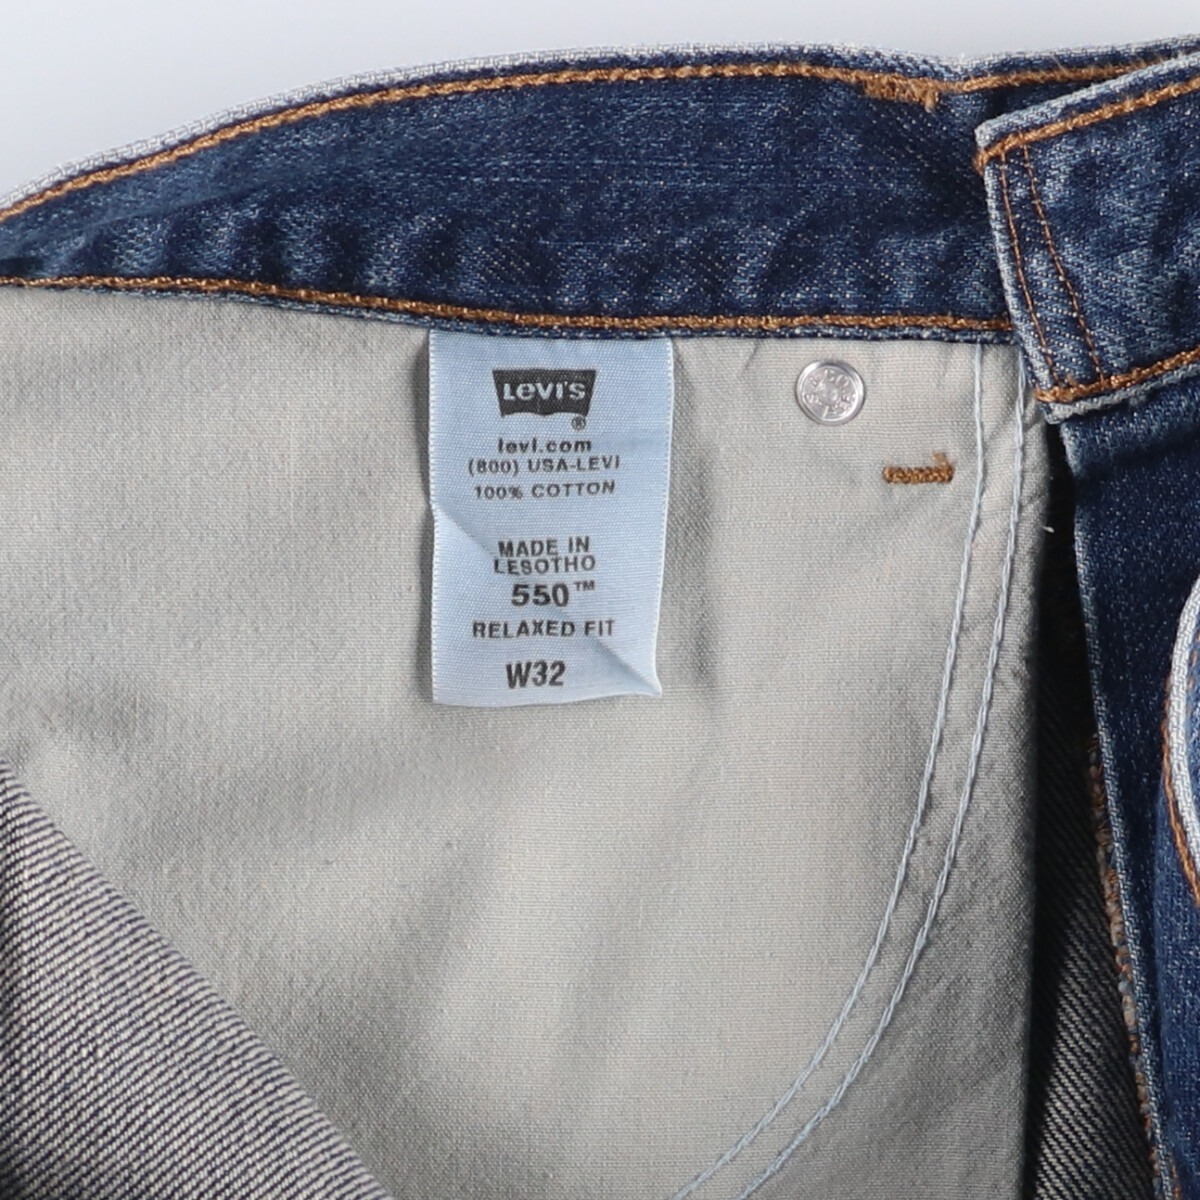 LEVI'S
®
levi.com
(800) USA-LEVI
100% COTTON
MADE IN
LESOTHO
550™
RELAXED FIT
W32